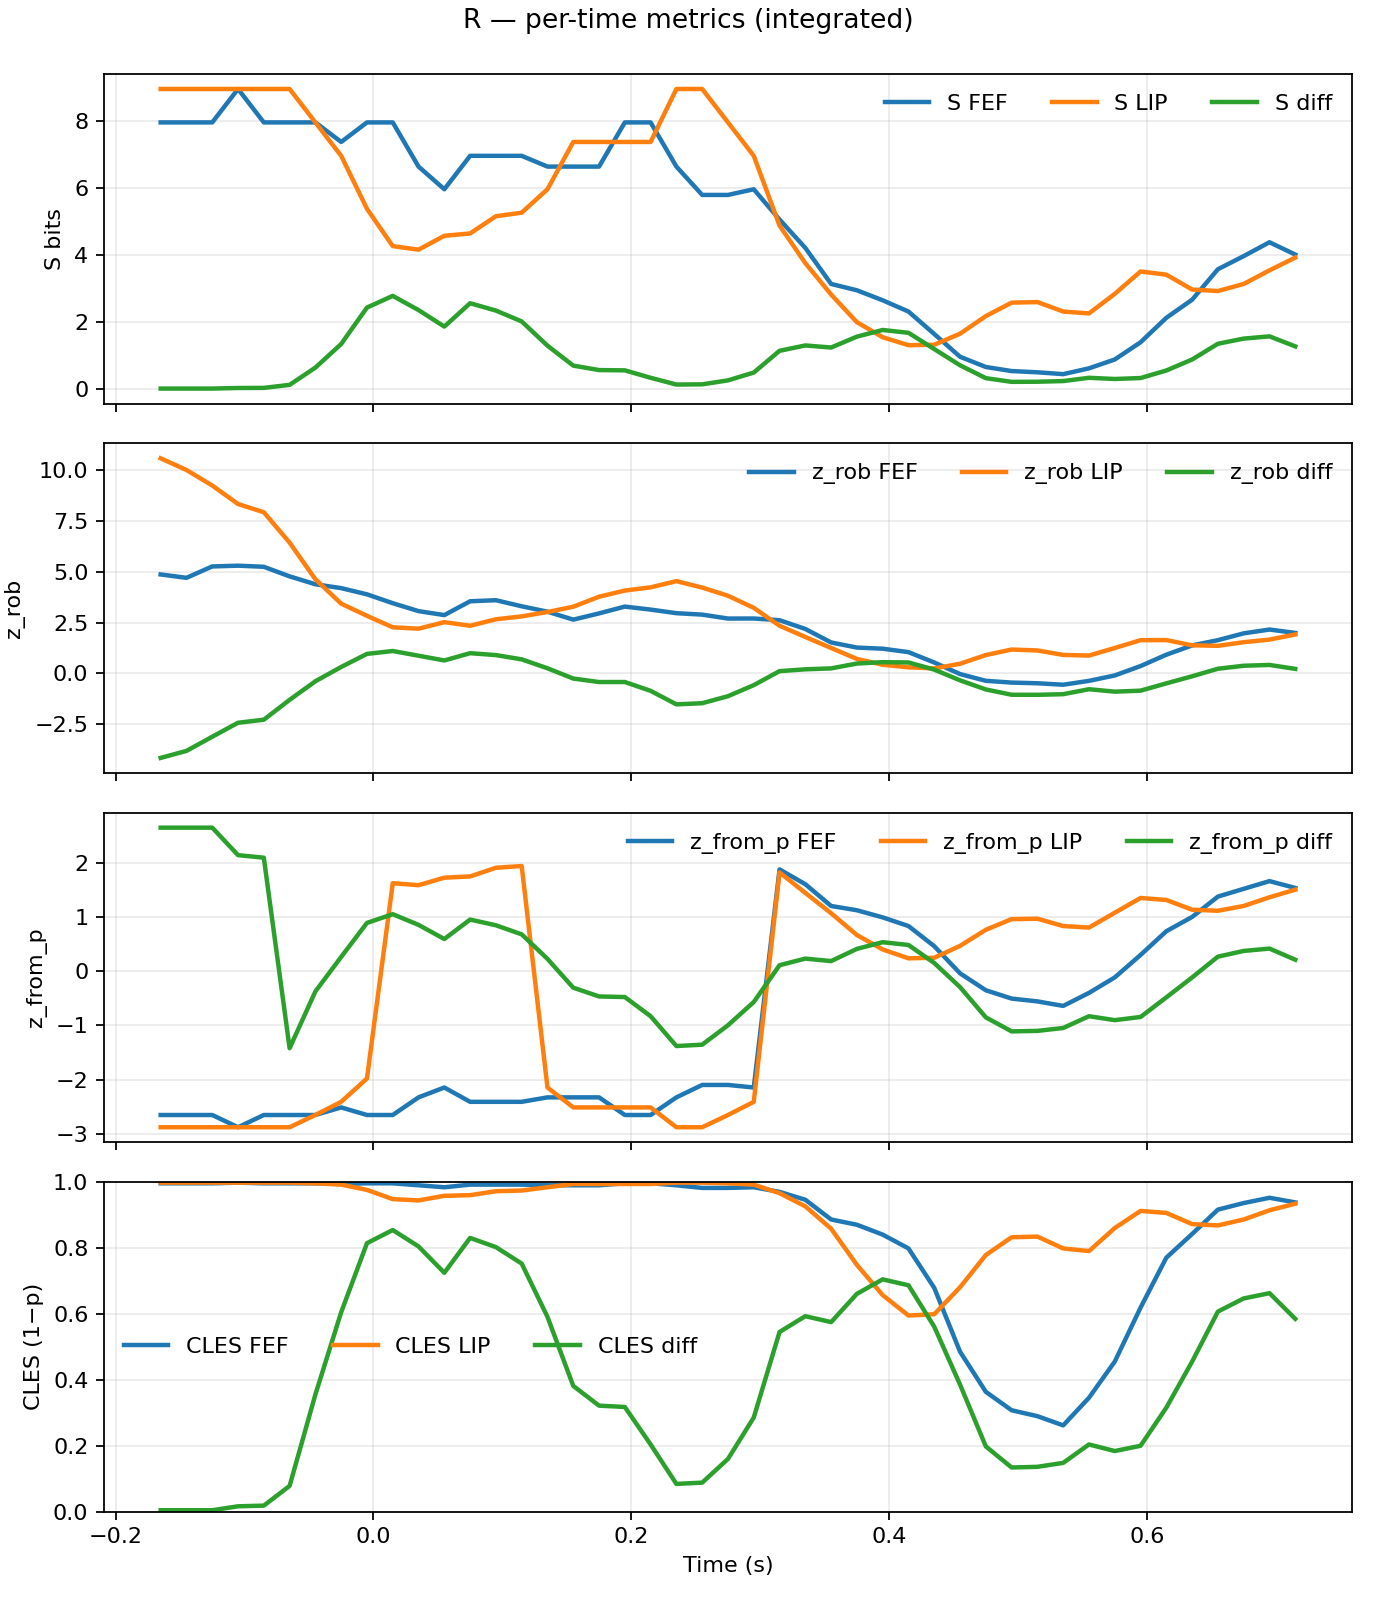 R — per-time metrics (integrated)
S FEF S LIP S diff
8
6
4
2
0
S bits
z_rob FEF z_rob LIP z_rob diff
10.0
7.5
5.0
2.5
0.0
−2.5
z_rob
z_from_p FEF z_from_p LIP z_from_p diff
2
1
0
−1
−2
−3
z_from_p
1.0
0.8
0.6
CLES FEF CLES LIP CLES diff
0.4
0.2
0.0
CLES (1−p)
−0.2 0.0 0.2 0.4 0.6
Time (s)